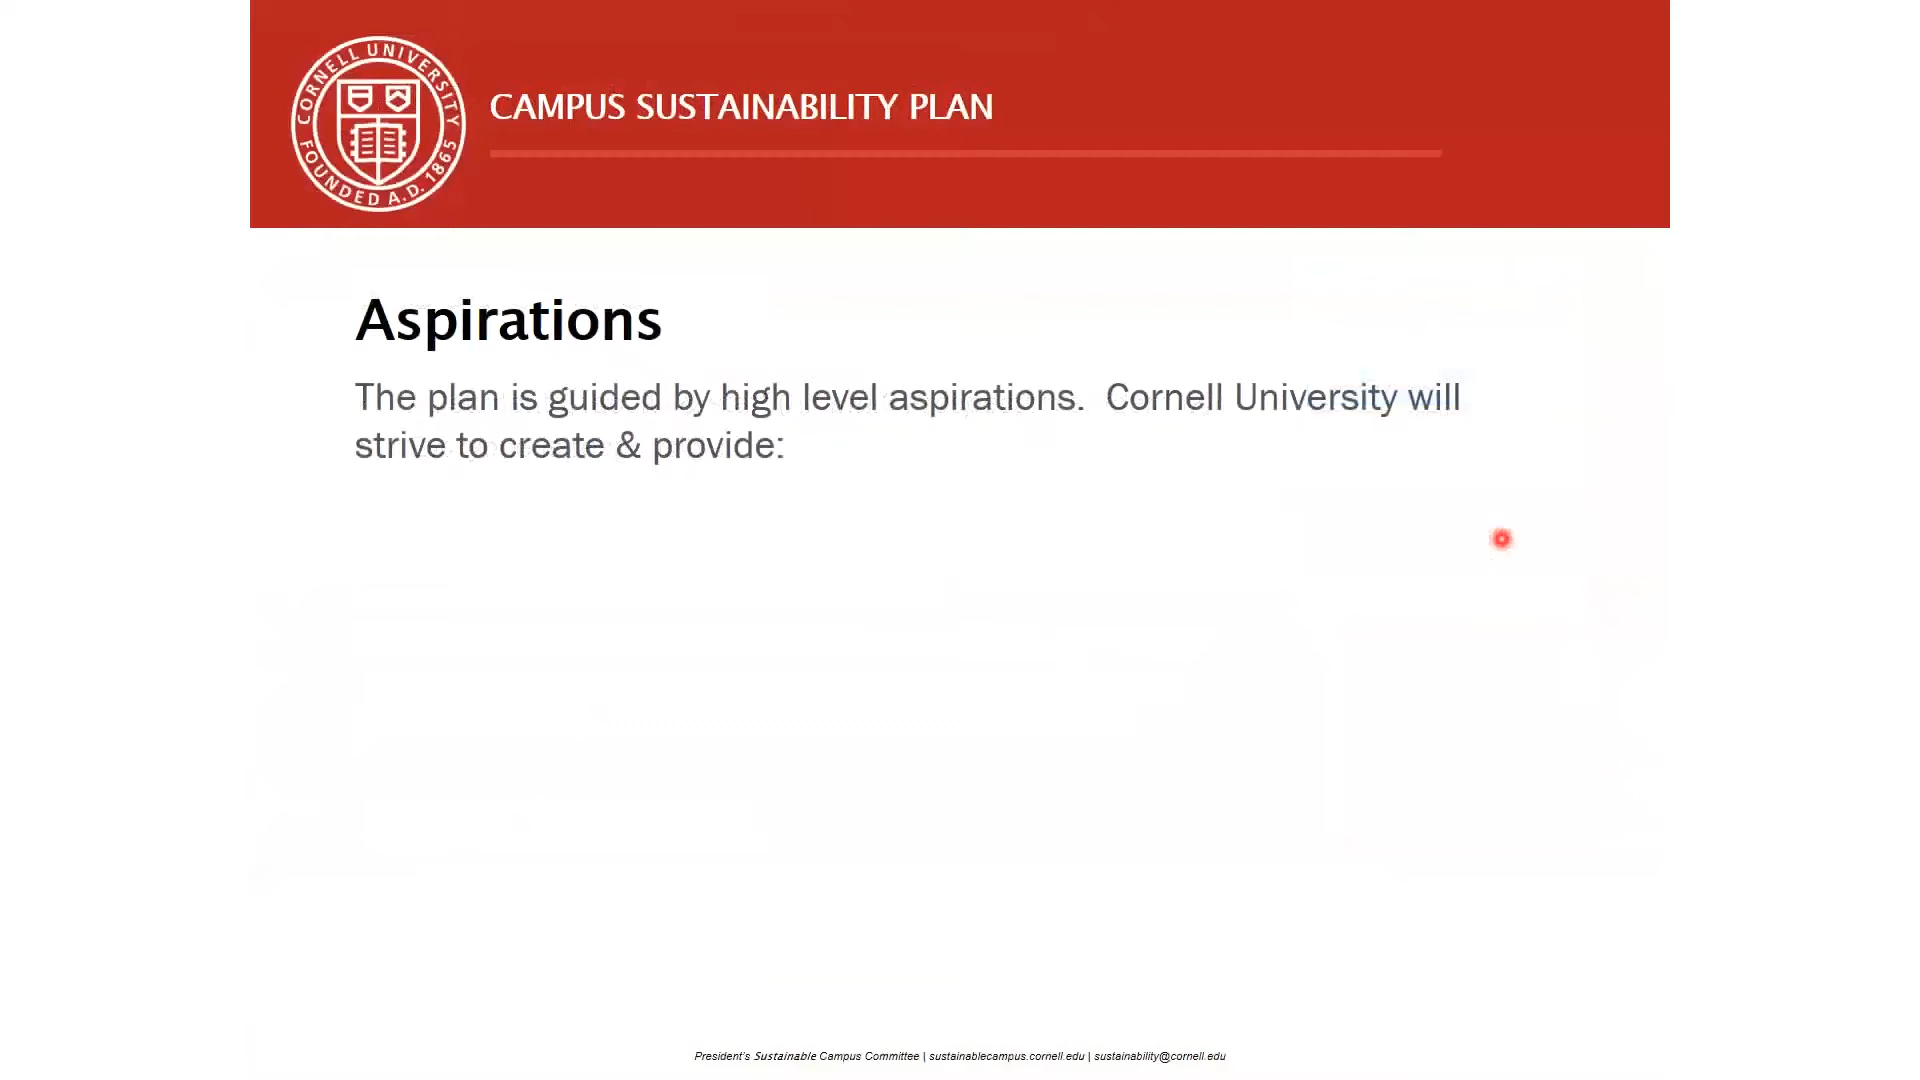 CORNELL UNIVERSITY
FOUNDED A.D. 1865
CAMPUS SUSTAINABILITY PLAN
Aspirations
The plan is guided by high level aspirations.  Cornell University will
strive to create & provide:
President's Sustainable Campus Committee | sustainablecampus.cornell.edu | sustainability@cornell.edu